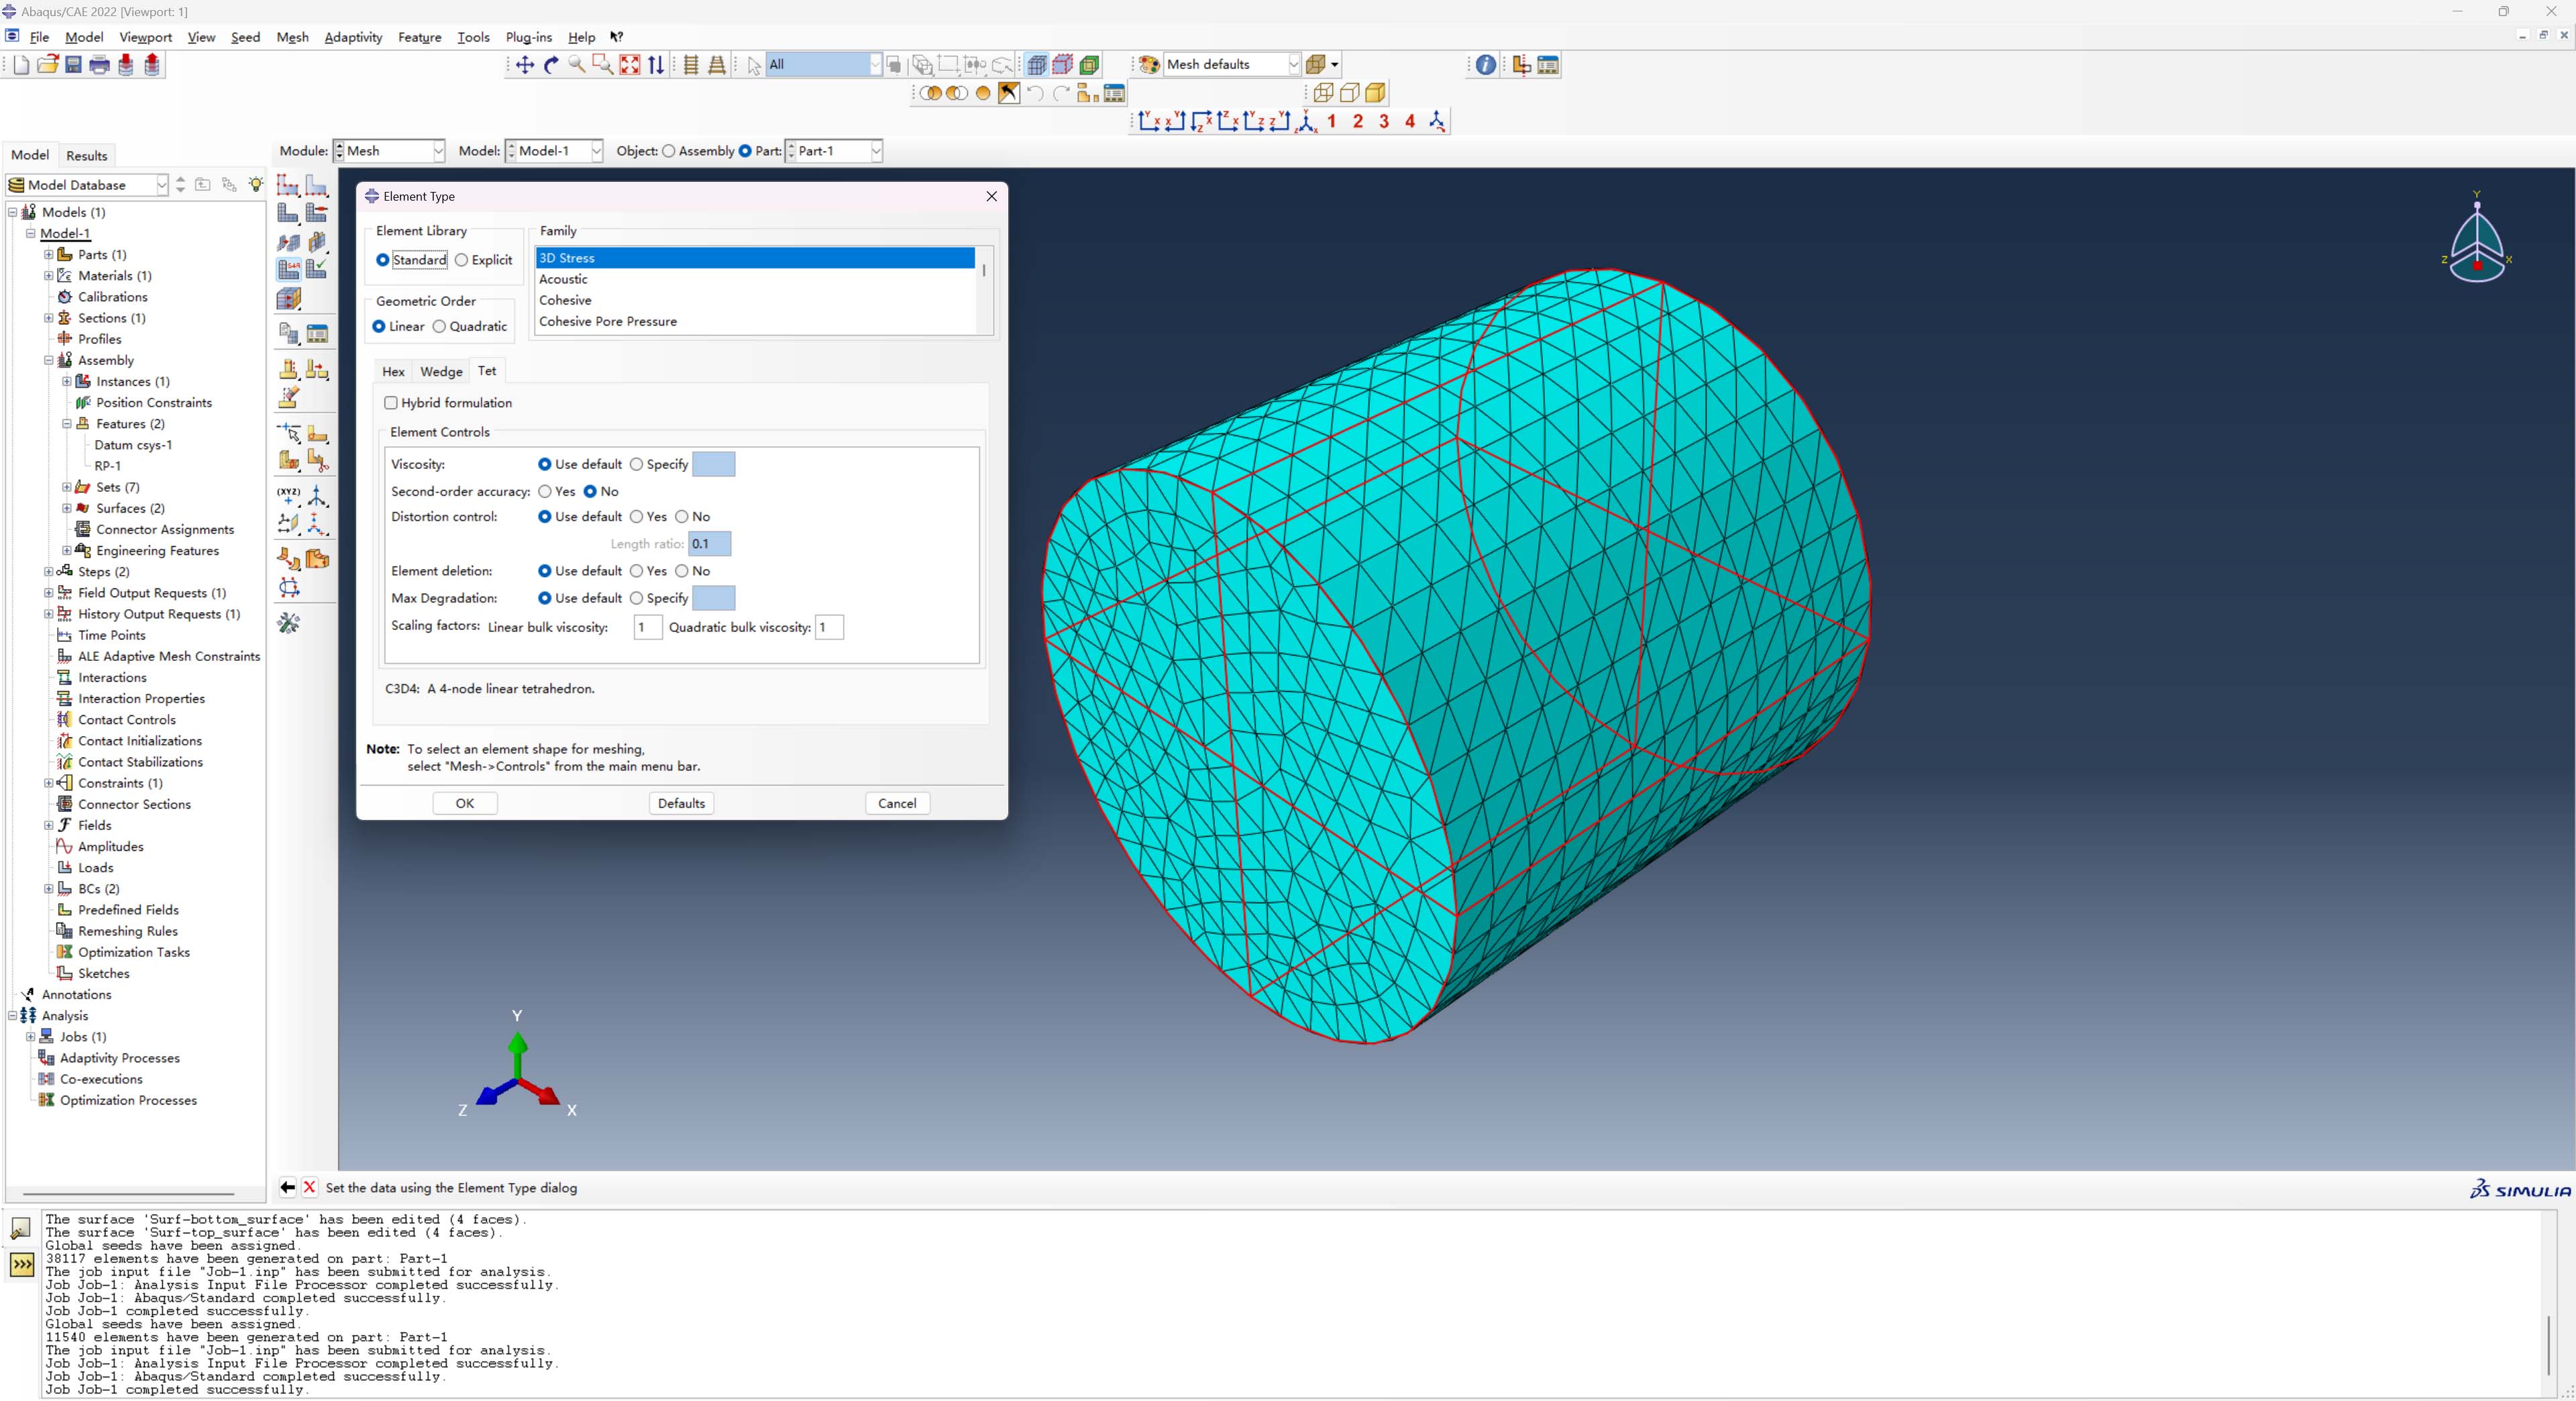 Abaqus/CAE 2022 [Viewport: 1]
File Model Viewport View Seed Mesh Adaptivity Feature Tools Plug-ins Help
All
Mesh defaults
1 2 3 4
Model Results
Module: Mesh Model: Model-1 Object: Assembly Part: Part-1
Model Database
Models (1)
Model-1
Parts (1)
Materials (1)
Calibrations
Sections (1)
Profiles
Assembly
Instances (1)
Position Constraints
Features (2)
Datum csys-1
RP-1
Sets (7)
Surfaces (2)
Connector Assignments
Engineering Features
Steps (2)
Field Output Requests (1)
History Output Requests (1)
Time Points
ALE Adaptive Mesh Constraints
Interactions
Interaction Properties
Contact Controls
Contact Initializations
Contact Stabilizations
Constraints (1)
Connector Sections
Fields
Amplitudes
Loads
BCs (2)
Predefined Fields
Remeshing Rules
Optimization Tasks
Sketches
Annotations
Analysis
Jobs (1)
Adaptivity Processes
Co-executions
Optimization Processes
(XYZ)
Element Type
Element Library
Standard Explicit
Geometric Order
Linear Quadratic
Family
3D Stress
Acoustic
Cohesive
Cohesive Pore Pressure
Hex Wedge Tet
Hybrid formulation
Element Controls
Viscosity: Use default Specify
Second-order accuracy: Yes No
Distortion control: Use default Yes No
Length ratio: 0.1
Element deletion: Use default Yes No
Max Degradation: Use default Specify
Scaling factors: Linear bulk viscosity: 1 Quadratic bulk viscosity: 1
C3D4: A 4-node linear tetrahedron.
Note: To select an element shape for meshing,
select "Mesh->Controls" from the main menu bar.
OK Defaults Cancel
Y
Z X
Y
Z X
Set the data using the Element Type dialog
SIMULIA
The surface 'Surf-bottom_surface' has been edited (4 faces).
The surface 'Surf-top_surface' has been edited (4 faces).
Global seeds have been assigned.
38117 elements have been generated on part: Part-1
The job input file "Job-1.inp" has been submitted for analysis.
Job Job-1: Analysis Input File Processor completed successfully.
Job Job-1: Abaqus/Standard completed successfully.
Job Job-1 completed successfully.
Global seeds have been assigned.
11540 elements have been generated on part: Part-1
The job input file "Job-1.inp" has been submitted for analysis.
Job Job-1: Analysis Input File Processor completed successfully.
Job Job-1: Abaqus/Standard completed successfully.
Job Job-1 completed successfully.